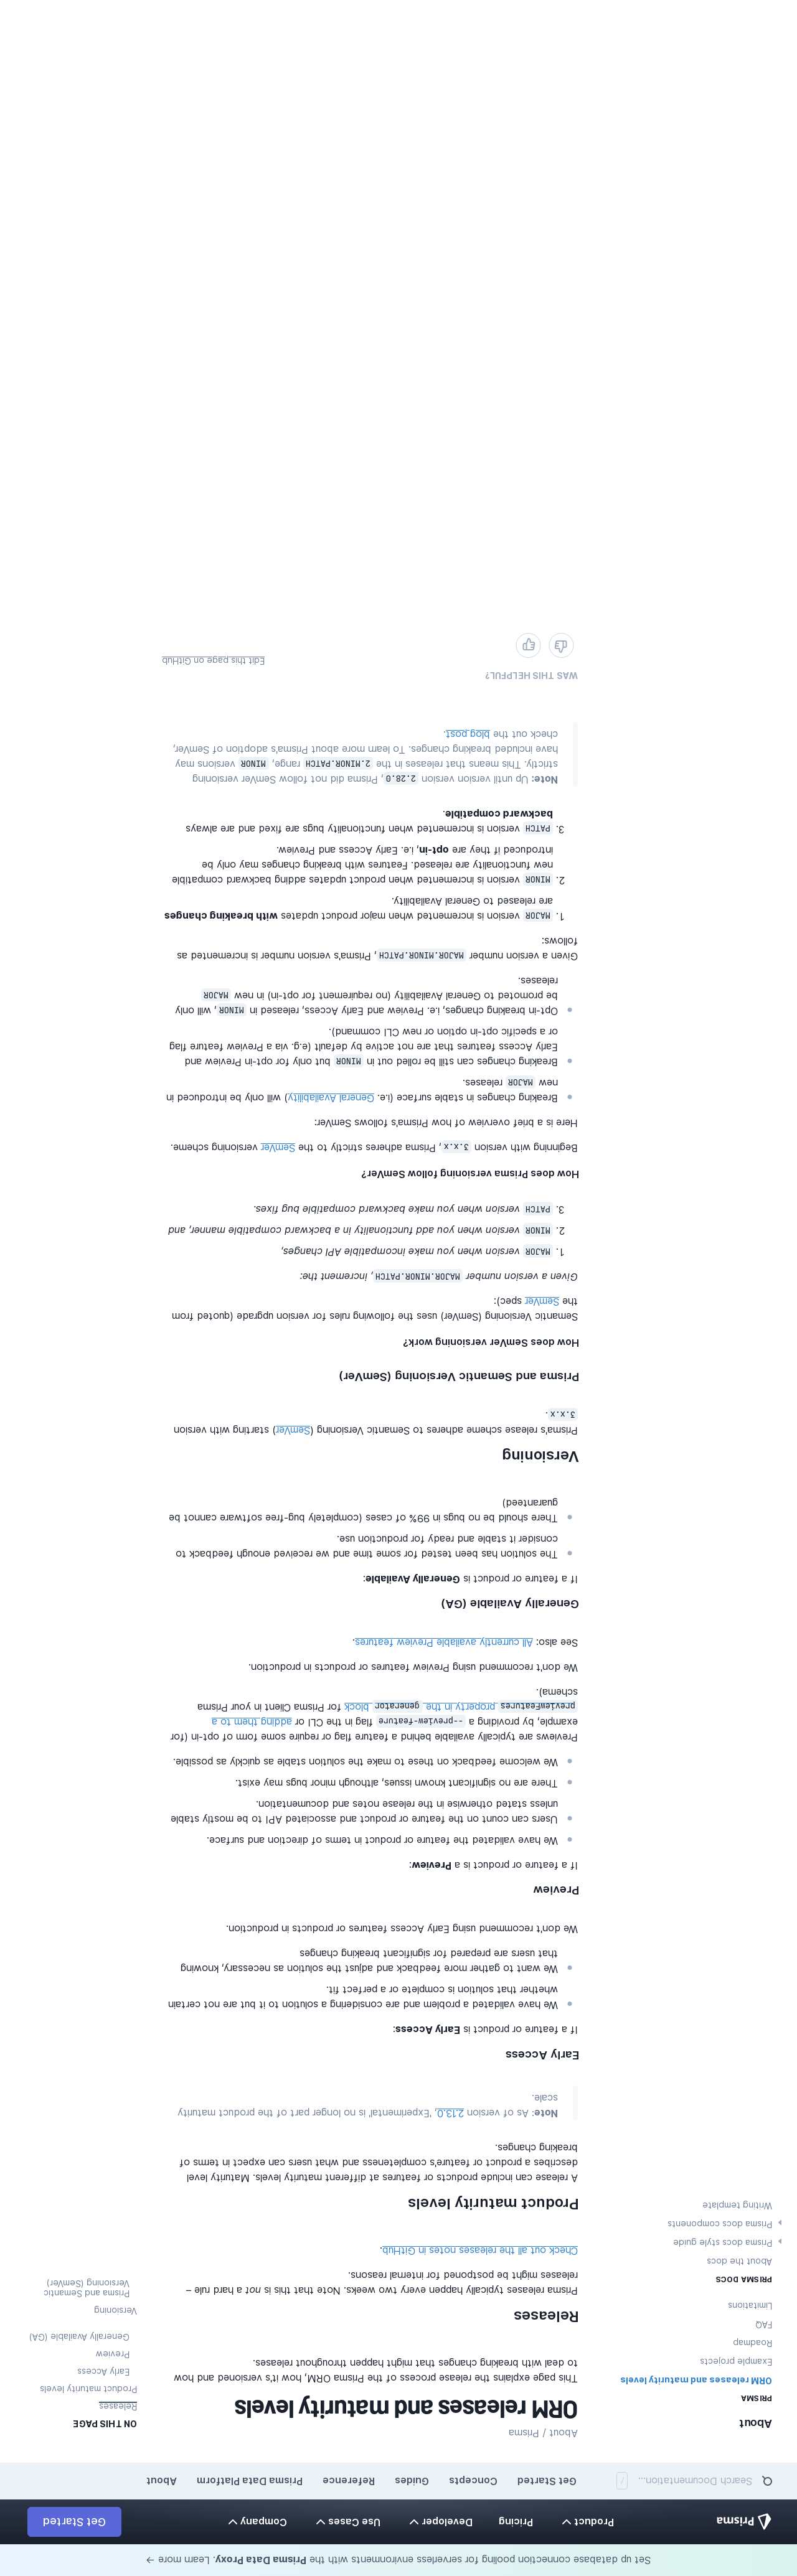 Set up database connection pooling for serverless environments with the Prisma Data Proxy. Learn more →
Prisma
Product
Pricing
Developer
Use Cases
Company
Get Started
Search Documentation...
/
Get Started
Concepts
Guides
Reference
Prisma Data Platform
About
About
PRISMA
ORM releases and maturity levels
Example projects
Roadmap
FAQ
Limitations
PRISMA DOCS
About the docs
Prisma docs style guide
Prisma docs components
Writing template
About / Prisma
ORM releases and maturity levels
This page explains the release process of the Prisma ORM, how it's versioned and how
to deal with breaking changes that might happen throughout releases.
Releases
Prisma releases typically happen every two weeks. Note that this is not a hard rule –
releases might be postponed for internal reasons.
Check out all the releases notes in GitHub.
Product maturity levels
A release can include products or features at different maturity levels. Maturity level
describes a product or feature's completeness and what users can expect in terms of
breaking changes.
Note: As of version 2.13.0, 'Experimental' is no longer part of the product maturity
scale.
Early Access
If a feature or product is Early Access:
We have validated a problem and are considering a solution to it but are not certain
whether that solution is complete or a perfect fit.
We want to gather more feedback and adjust the solution as necessary, knowing
that users are prepared for significant breaking changes
We don't recommend using Early Access features or products in production.
Preview
If a feature or product is a Preview:
We have validated the feature or product in terms of direction and surface.
Users can count on the feature or product and associated API to be mostly stable
unless stated otherwise in the release notes and documentation.
There are no significant known issues, although minor bugs may exist.
We welcome feedback on these to make the solution stable as quickly as possible.
Previews are typically available behind a feature flag or require some form of opt-in (for
example, by providing a --preview-feature flag in the CLI or adding them to a
previewFeatures property in the generator block for Prisma Client in your Prisma
schema).
We don't recommend using Preview features or products in production.
See also: All currently available Preview features.
Generally Available (GA)
If a feature or product is Generally Available:
The solution has been tested for some time and we received enough feedback to
consider it stable and ready for production use.
There should be no bugs in 99% of cases (completely bug-free software cannot be
guaranteed)
Versioning
Prisma's release scheme adheres to Semantic Versioning (SemVer) starting with version
3.x.x.
Prisma and Semantic Versioning (SemVer)
How does SemVer versioning work?
Semantic Versioning (SemVer) uses the following rules for version upgrade (quoted from
the SemVer spec):
Given a version number MAJOR.MINOR.PATCH, increment the:
1. MAJOR version when you make incompatible API changes,
2. MINOR version when you add functionality in a backward compatible manner, and
3. PATCH version when you make backward compatible bug fixes.
How does Prisma versioning follow SemVer?
Beginning with version 3.x.x, Prisma adheres strictly to the SemVer versioning scheme.
Here is a brief overview of how Prisma's follows SemVer:
Breaking changes in stable surface (i.e. General Availability) will only be introduced in
new MAJOR releases.
Breaking changes can still be rolled out in MINOR but only for opt-in Preview and
Early Access features that are not active by default (e.g. via a Preview feature flag
or a specific opt-in option or new CLI command).
Opt-in breaking changes, i.e. Preview and Early Access, released in MINOR, will only
be promoted to General Availability (no requirement for opt-in) in new MAJOR
releases.
Given a version number MAJOR.MINOR.PATCH, Prisma's version number is incremented as
follows:
1. MAJOR version is incremented when major product updates with breaking changes
are released to General Availability.
2. MINOR version is incremented when product updates adding backward compatible
new functionality are released. Features with breaking changes may only be
introduced if they are opt-in, i.e. Early Access and Preview.
3. PATCH version is incremented when functionality bugs are fixed and are always
backward compatible.
Note: Up until version version 2.28.0, Prisma did not follow SemVer versioning
strictly. This means that releases in the 2.MINOR.PATCH range, MINOR versions may
have included breaking changes. To learn more about Prisma's adoption of SemVer,
check out the blog post.
WAS THIS HELPFUL?
Edit this page on GitHub
ON THIS PAGE
Releases
Product maturity levels
Early Access
Preview
Generally Available (GA)
Versioning
Prisma and Semantic
Versioning (SemVer)